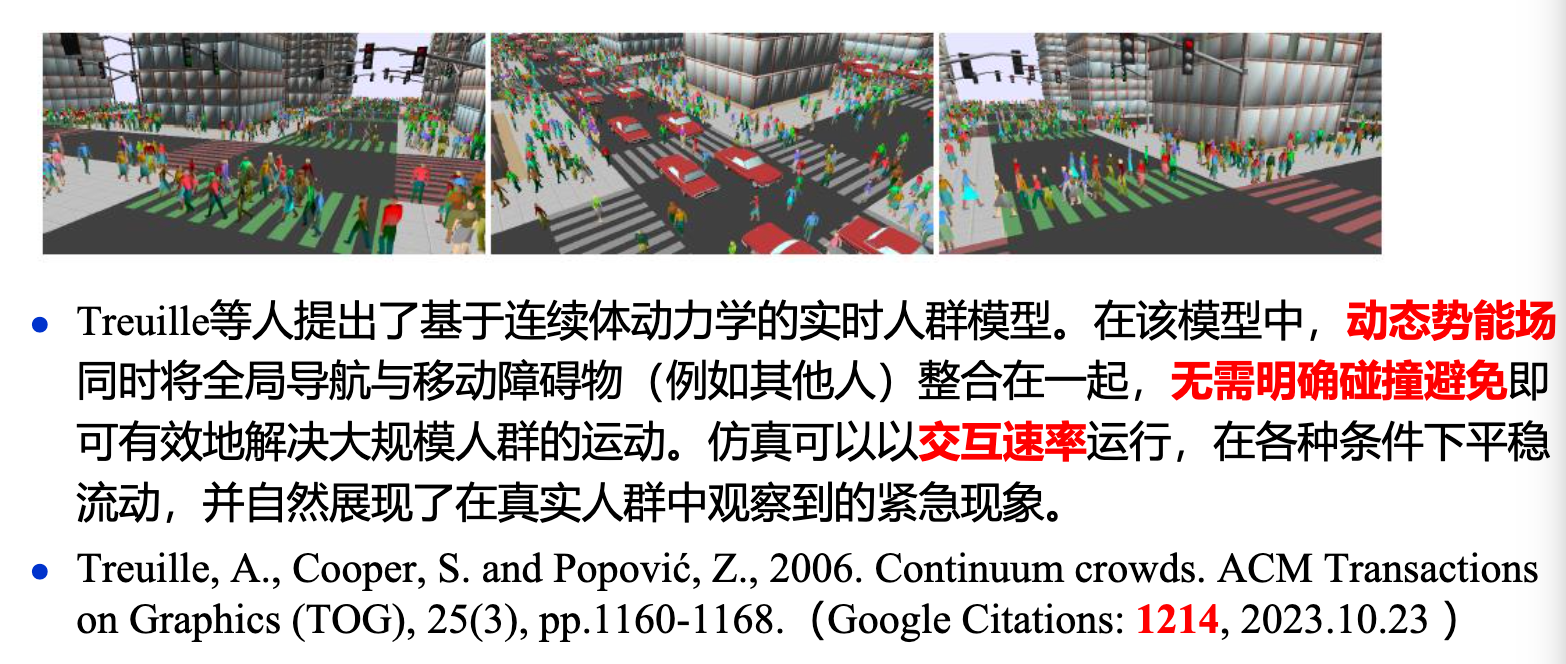 ● Treuille等人提出了基于连续体动力学的实时人群模型。在该模型中，动态势能场
同时将全局导航与移动障碍物（例如其他人）整合在一起，无需明确碰撞避免即
可有效地解决大规模人群的运动。仿真可以以交互速率运行，在各种条件下平稳
流动，并自然展现了在真实人群中观察到的紧急现象。
● Treuille, A., Cooper, S. and Popović, Z., 2006. Continuum crowds. ACM Transactions
on Graphics (TOG), 25(3), pp.1160-1168.（Google Citations: 1214, 2023.10.23 ）